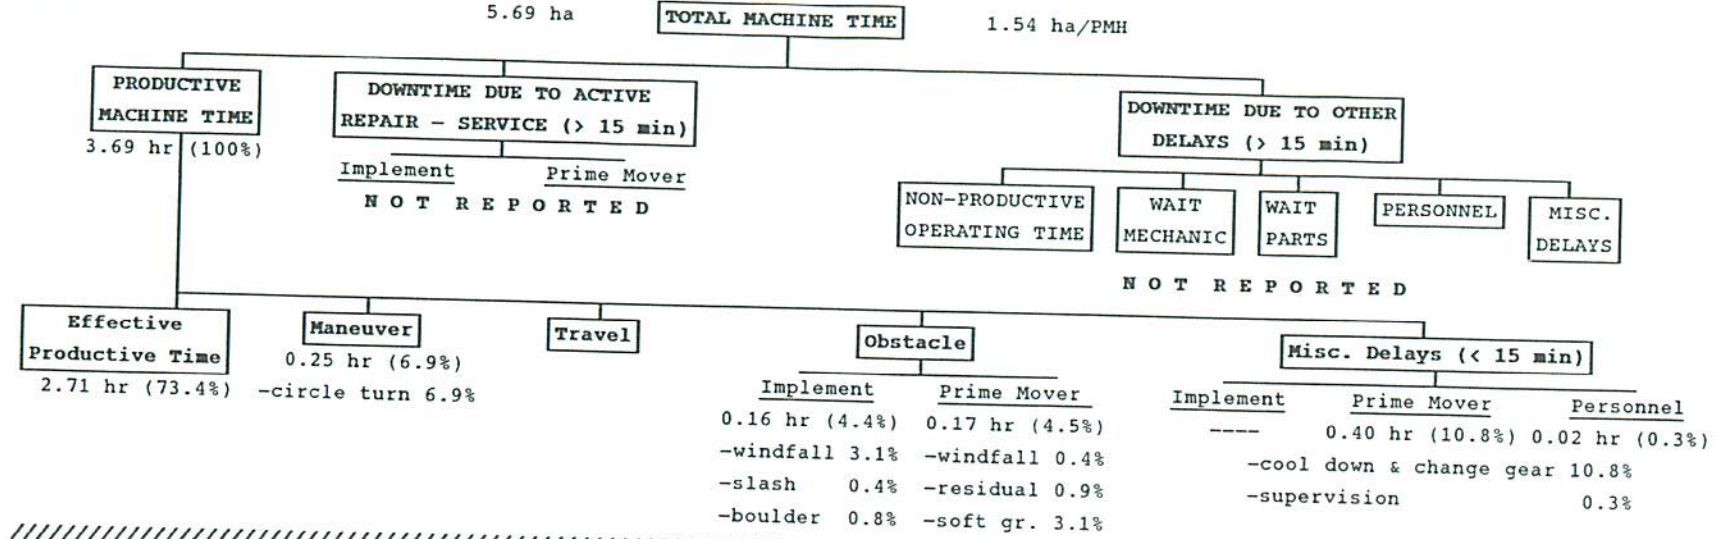 5.69 ha TOTAL MACHINE TIME 1.54 ha/PMH
PRODUCTIVE
MACHINE TIME
3.69 hr (100%)
DOWNTIME DUE TO ACTIVE
REPAIR – SERVICE (> 15 min)
Implement Prime Mover
N O T R E P O R T E D
DOWNTIME DUE TO OTHER
DELAYS (> 15 min)
NON-PRODUCTIVE
OPERATING TIME
WAIT
MECHANIC
WAIT
PARTS
PERSONNEL
MISC.
DELAYS
N O T R E P O R T E D
Effective
Productive Time
2.71 hr (73.4%)
Maneuver
0.25 hr (6.9%)
-circle turn 6.9%
Travel
Obstacle
Implement
0.16 hr (4.4%)
-windfall 3.1%
-slash 0.4%
-boulder 0.8%
Prime Mover
0.17 hr (4.5%)
-windfall 0.4%
-residual 0.9%
-soft gr. 3.1%
Misc. Delays (< 15 min)
Implement Prime Mover Personnel
---- 0.40 hr (10.8%) 0.02 hr (0.3%)
-cool down & change gear 10.8%
-supervision 0.3%